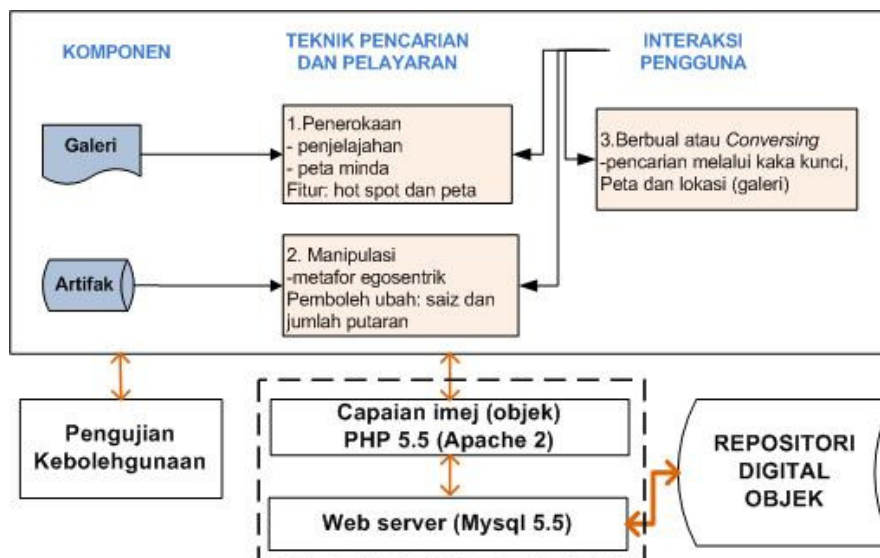 KOMPONEN
TEKNIK PENCARIAN
DAN PELAYARAN
INTERAKSI
PENGGUNA
Galeri
1.Penerokaan
- penjelajahan
- peta minda
Fitur: hot spot dan peta
3.Berbual atau Conversing
-pencarian melalui kaka kunci,
Peta dan lokasi (galeri)
Artifak
2. Manipulasi
-metafor egosentrik
Pemboleh ubah: saiz dan
jumlah putaran
Pengujian
Kebolehgunaan
Capaian imej (objek)
PHP 5.5 (Apache 2)
Web server (Mysql 5.5)
REPOSITORI
DIGITAL
OBJEK